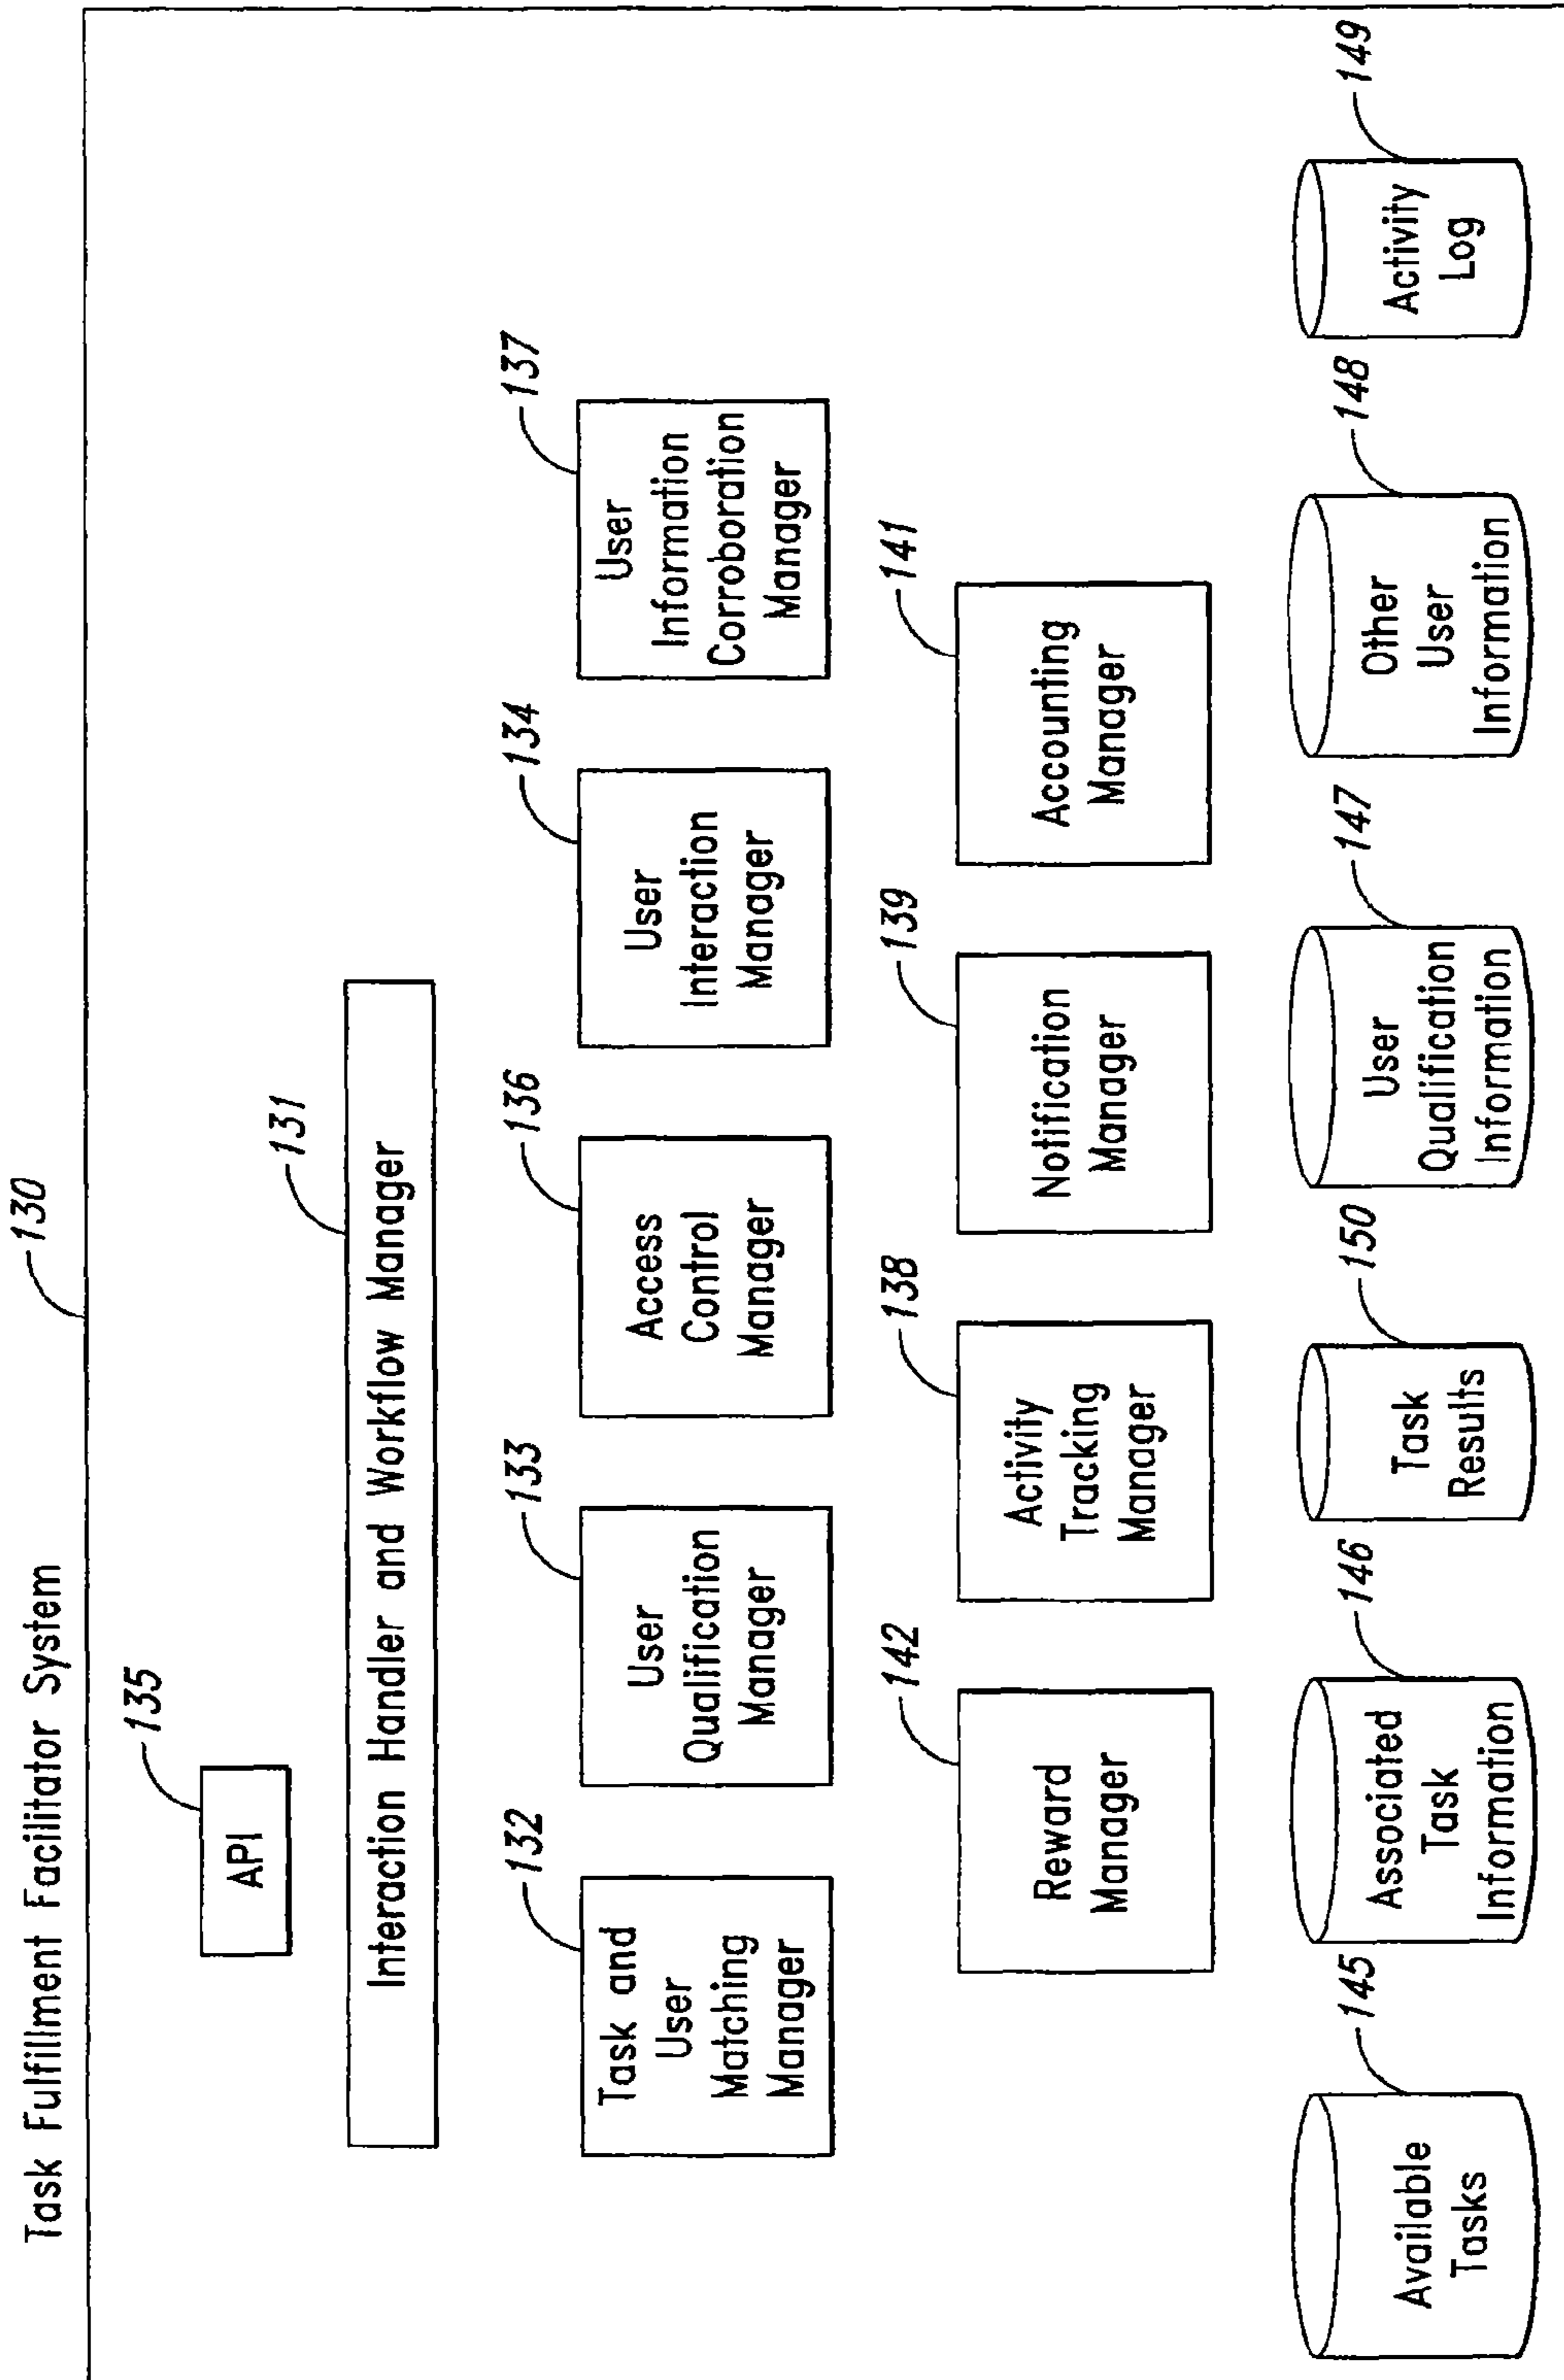 Task Fulfillment Facilitator System
130
135
API
131
Interaction Handler and Workflow Manager
132
Task and
User
Matching
Manager
133
User
Qualification
Manager
136
Access
Control
Manager
134
User
Interaction
Manager
137
User
Information
Corroboration
Manager
142
Reward
Manager
138
Activity
Tracking
Manager
139
Notification
Manager
141
Accounting
Manager
145
Available
Tasks
146
Associated
Task
Information
150
Task
Results
147
User
Qualification
Information
148
Other
User
Information
149
Activity
Log